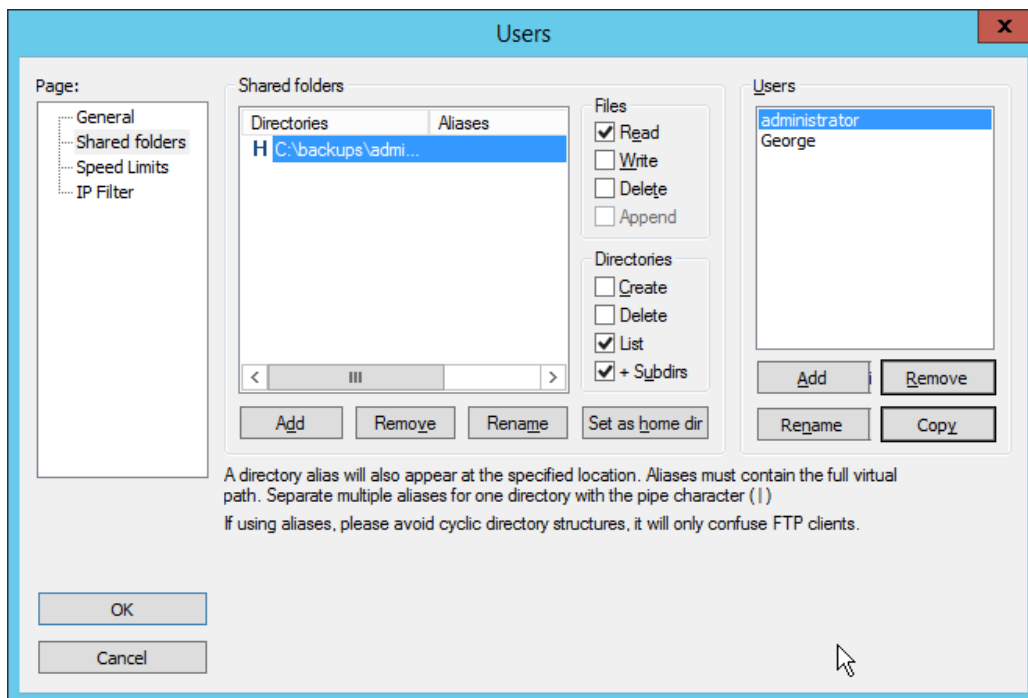 Users
x
Page:
General
Shared folders
Speed Limits
IP Filter
Shared folders
Directories Aliases
H C:\backups\admi...
Files
Read
Write
Delete
Append
Directories
Create
Delete
List
+ Subdirs
Add Remove Rename Set as home dir
Users
administrator
George
Add Remove
Rename Copy
A directory alias will also appear at the specified location. Aliases must contain the full virtual
path. Separate multiple aliases for one directory with the pipe character (|)
If using aliases, please avoid cyclic directory structures, it will only confuse FTP clients.
OK
Cancel